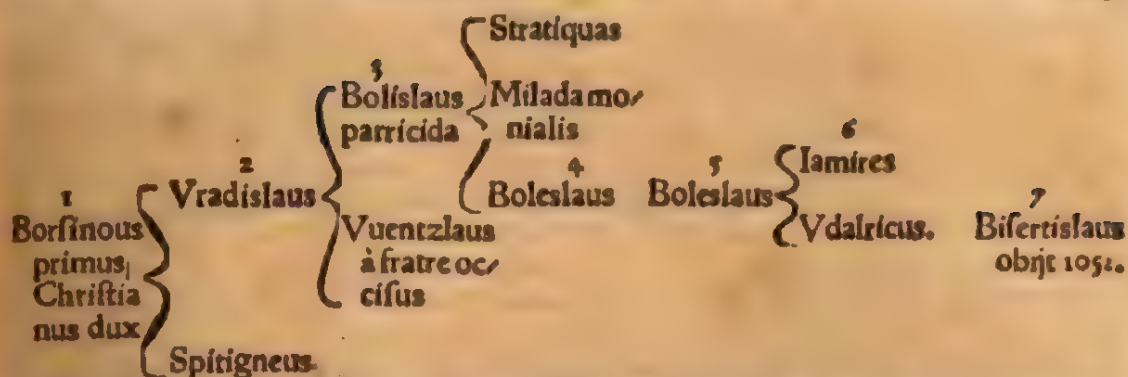 Stratiquas
3
Bolislaus
parricida
Milada mo⸗
nialis
2
Vradislaus
4
Boleslaus
5
Boleslaus
6
Iamires
1
Borſinous
primus,
Chriſtia
nus dux
Vuentzlaus
à fratre oc⸗
ciſus
Vdalricus.
7
Biſertislaus
obijt 1051.
Spitigneus.